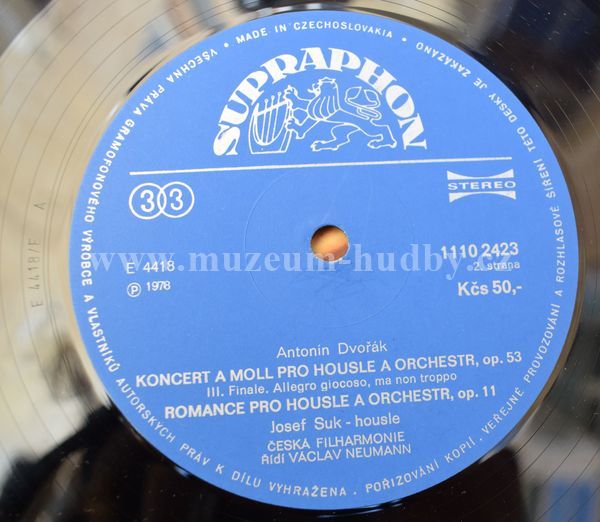 VŠECHNA PRÁVA GRAMOFONOVÉHO VÝROBCE A VLASTNÍKŮ AUTORSKÝCH PRÁV K DÍLU VYHRAŽENA. POŘIZOVÁNÍ KOPIÍ, VEŘEJNÉ PROVOZOVÁNÍ A ROZHLASOVÉ ŠÍŘENÍ TÉTO DESKY JE ZAKÁZÁNO • MADE IN CZECHOSLOVAKIA •
SUPRAPHON
33
STEREO
E/4418
℗ 1978
1110 2423
2. strana
Kčs 50,-
www.muzeum-hudby.cz
Antonín Dvořák
KONCERT A MOLL PRO HOUSLE A ORCHESTR, op. 53
III. Finale. Allegro giocoso, ma non troppo
ROMANCE PRO HOUSLE A ORCHESTR, op. 11
Josef Suk - housle
ČESKÁ FILHARMONIE
Řídí VÁCLAV NEUMANN
E 4418/F A